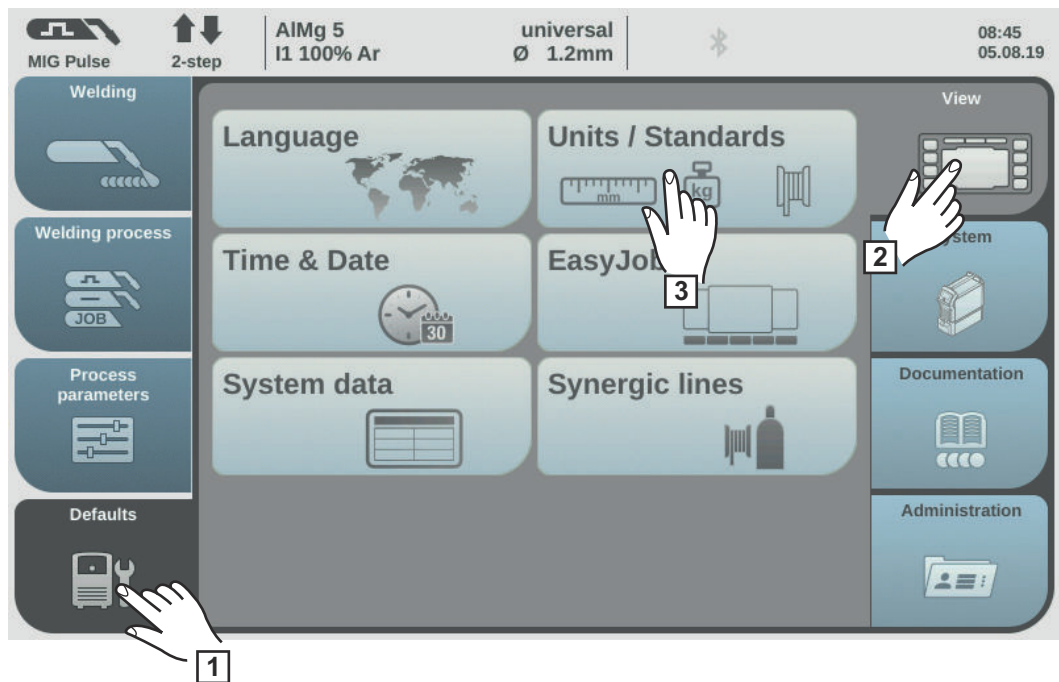 MIG Pulse
2-step
AlMg 5
I1 100% Ar
universal
Ø 1.2mm
08:45
05.08.19
Welding
Welding process
JOB
Process
parameters
Defaults
Language
Units / Standards
mm
kg
Time & Date
30
EasyJob
System data
Synergic lines
View
System
Documentation
Administration
1
2
3